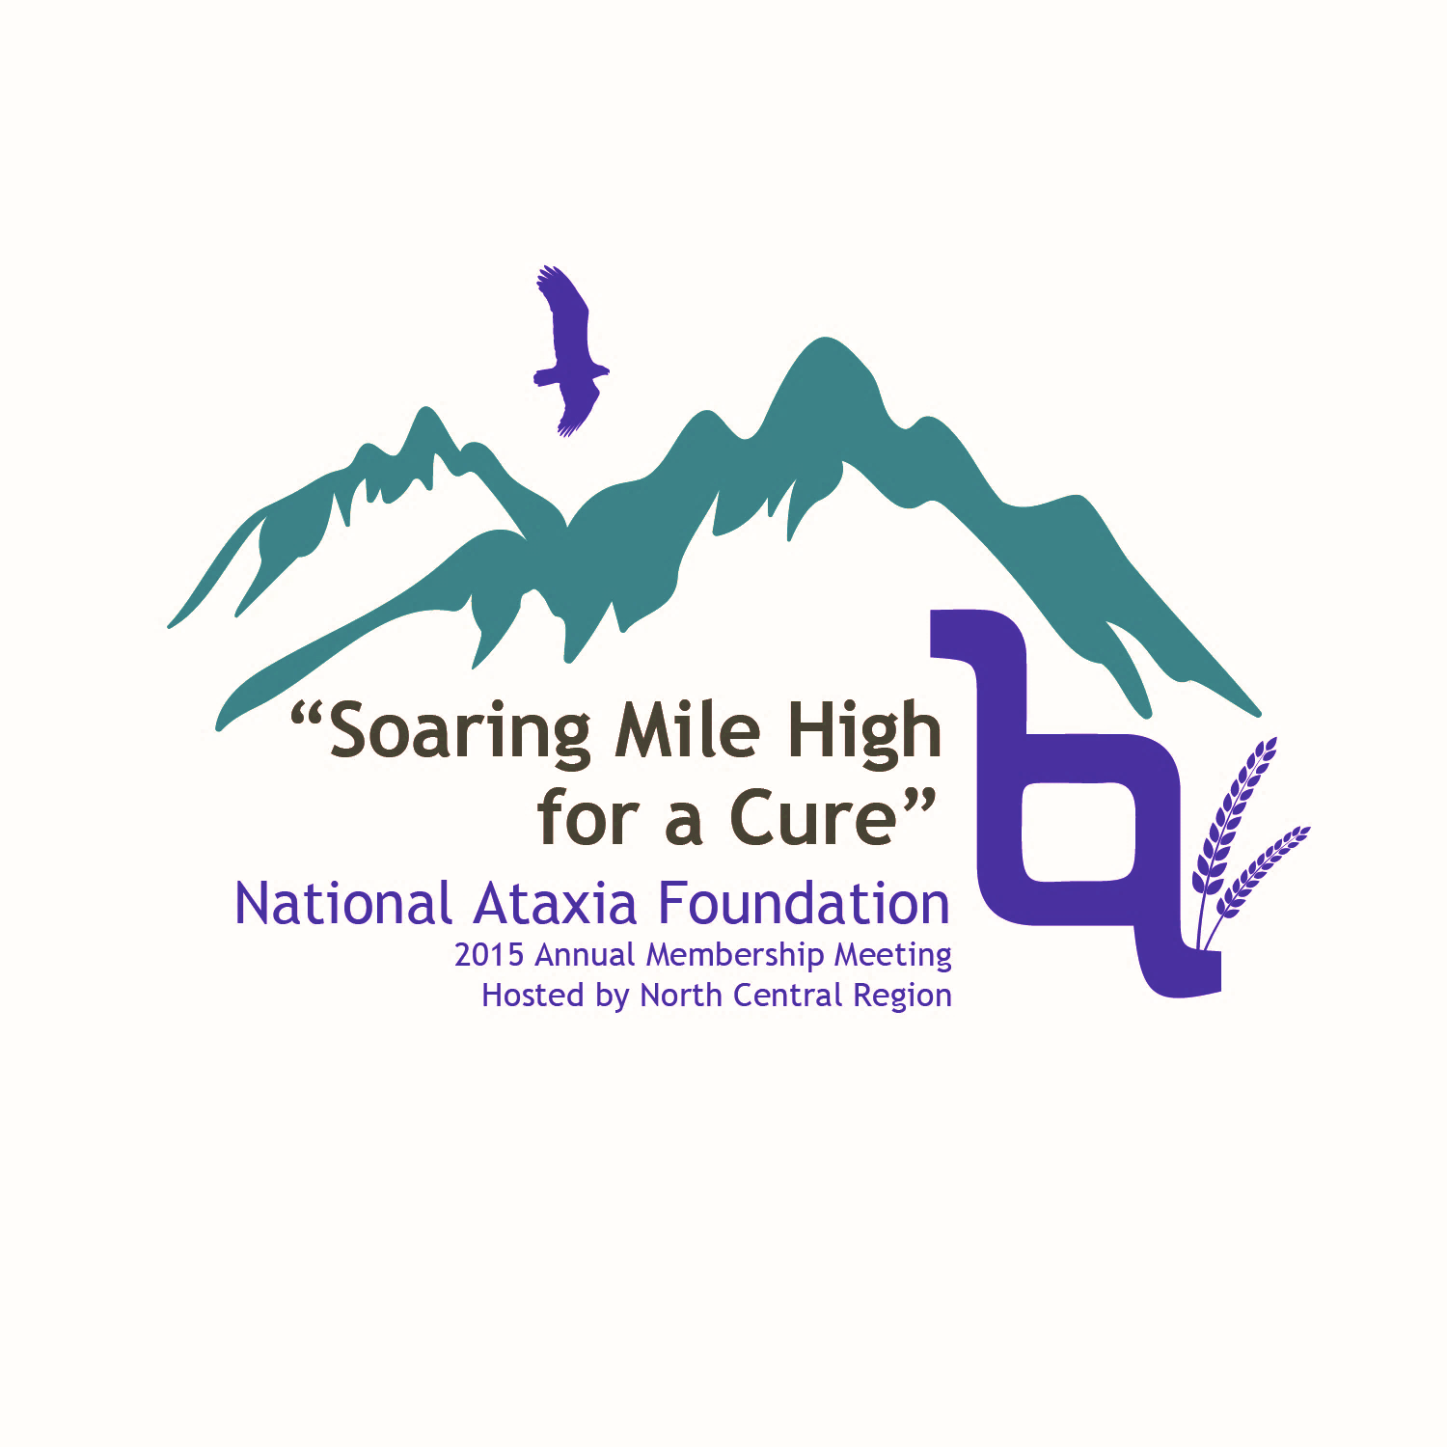 “Soaring Mile High
for a Cure”
National Ataxia Foundation
2015 Annual Membership Meeting
Hosted by North Central Region